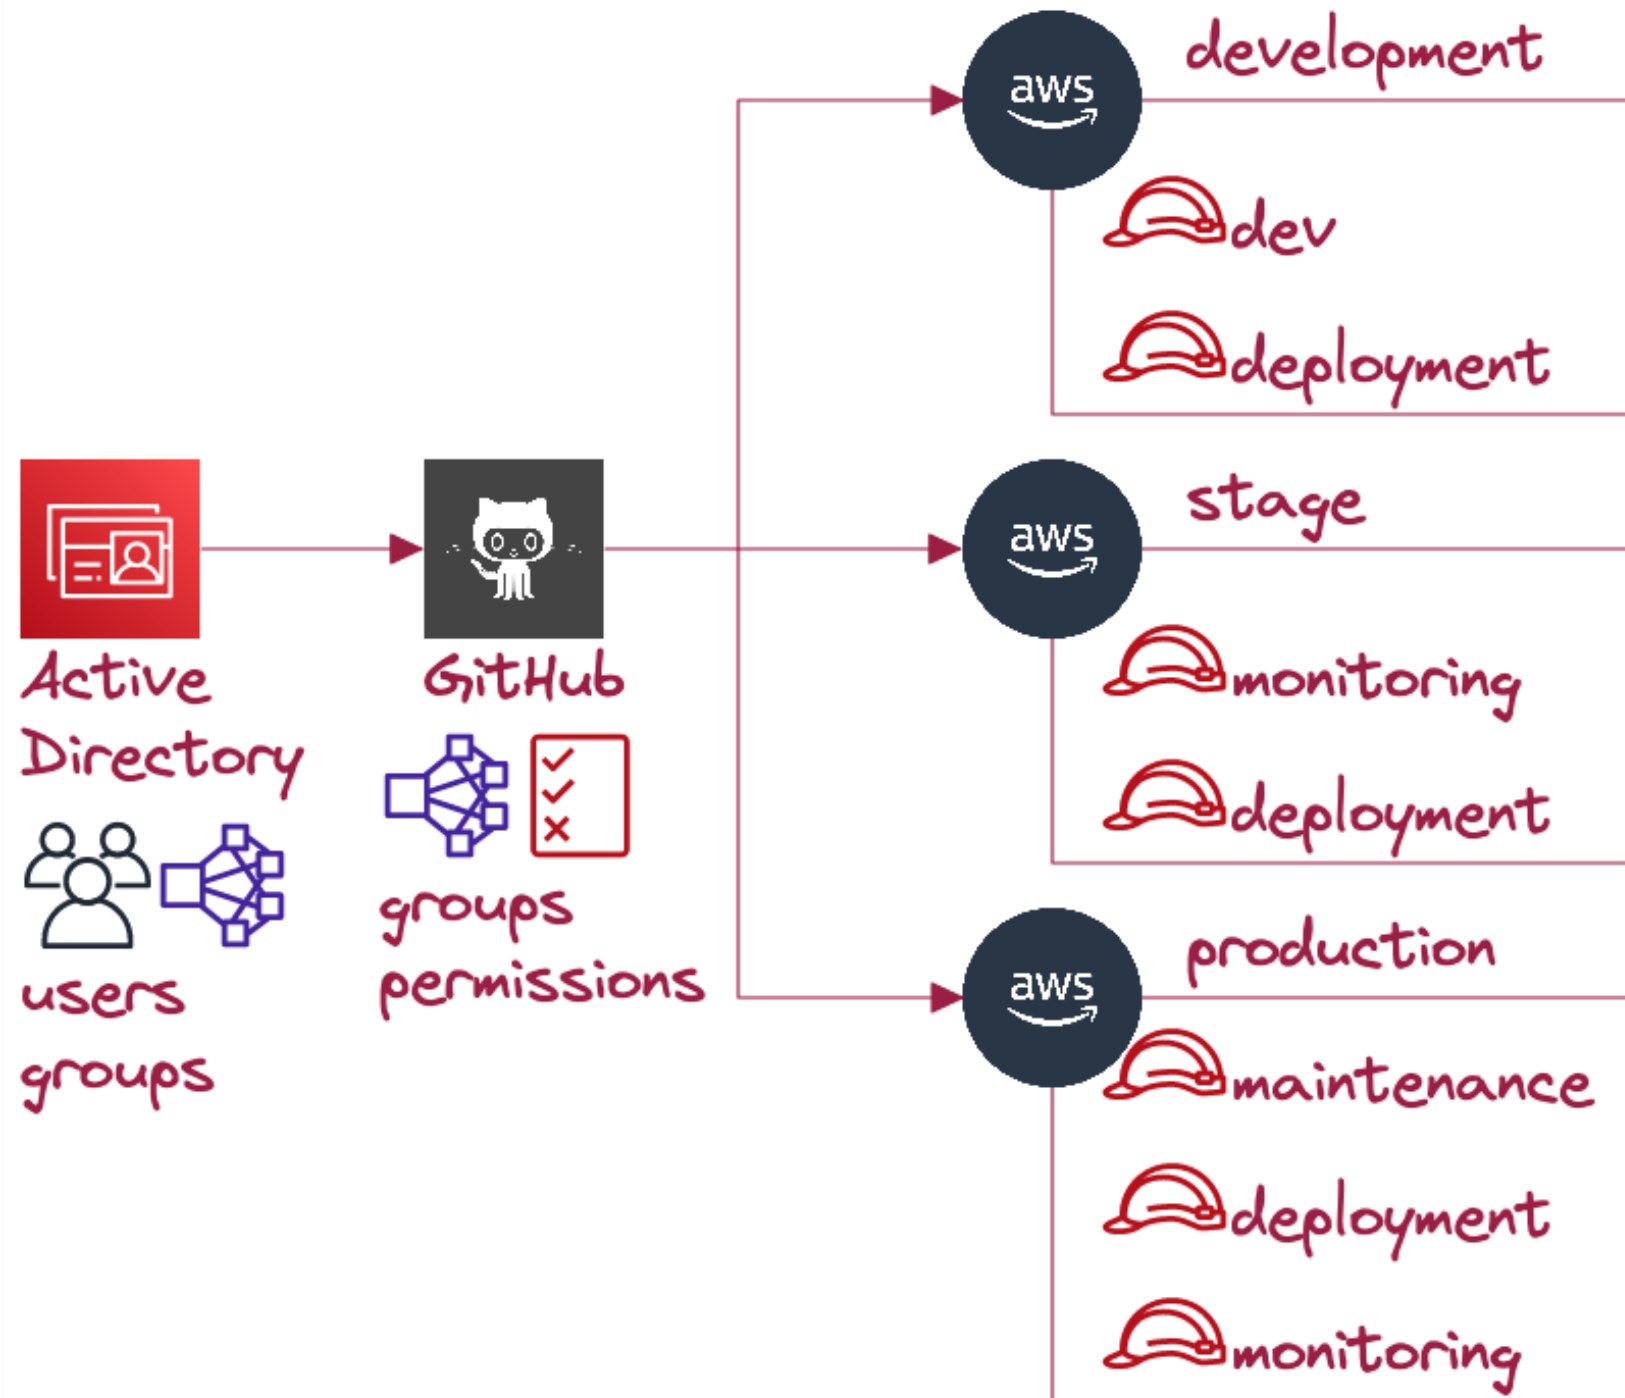 aws
development
dev
deployment
Active
Directory
users
groups
GitHub
groups
permissions
aws
stage
monitoring
deployment
aws
production
maintenance
deployment
monitoring